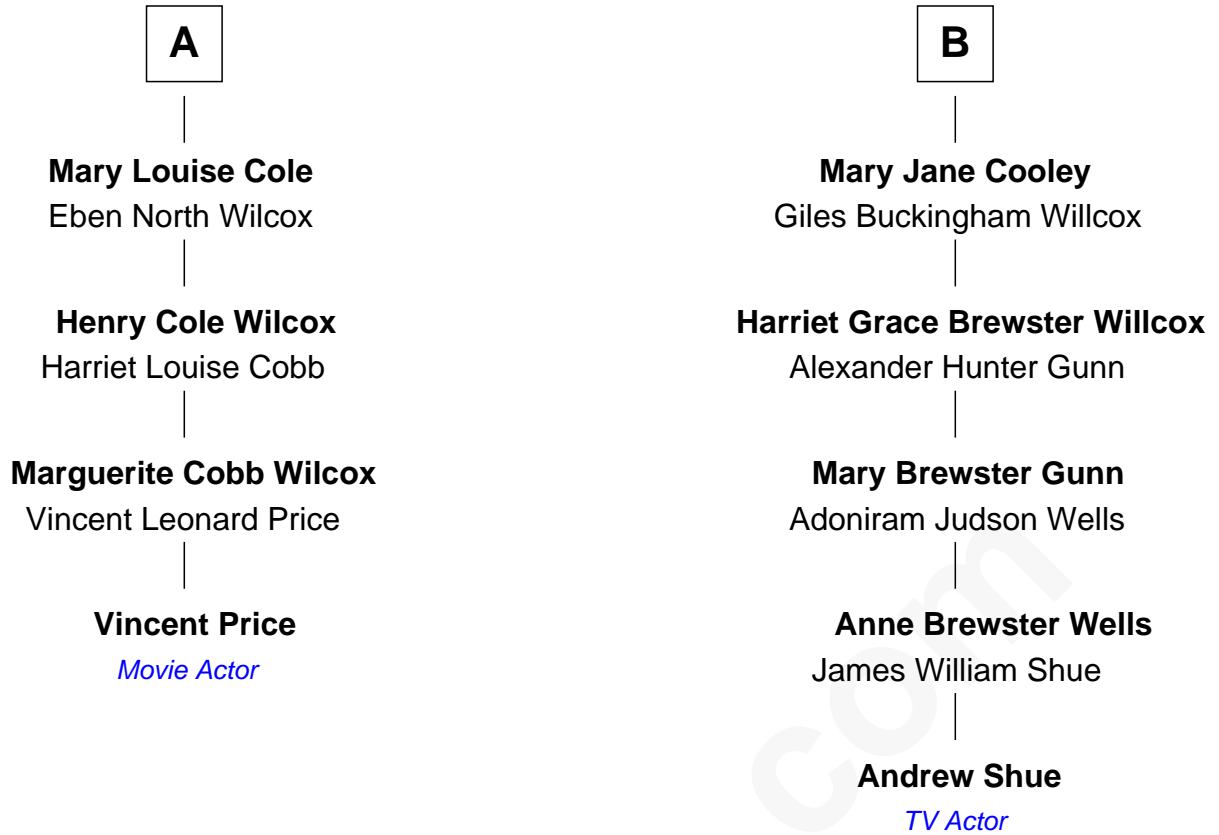 A
Mary Louise Cole
Eben North Wilcox
Henry Cole Wilcox
Harriet Louise Cobb
Marguerite Cobb Wilcox
Vincent Leonard Price
Vincent Price
Movie Actor
B
Mary Jane Cooley
Giles Buckingham Willcox
Harriet Grace Brewster Willcox
Alexander Hunter Gunn
Mary Brewster Gunn
Adoniram Judson Wells
Anne Brewster Wells
James William Shue
Andrew Shue
TV Actor
com